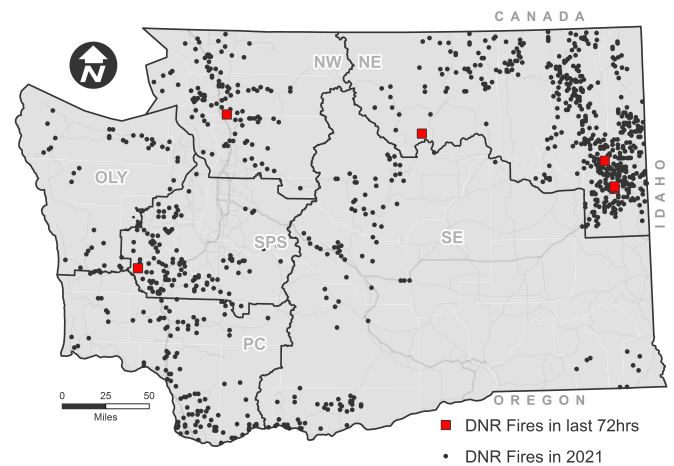 CANADA
N
NW NE
OLY
IDAHO
SPS
SE
PC
0 25 50
Miles
OREGON
DNR Fires in last 72hrs
DNR Fires in 2021